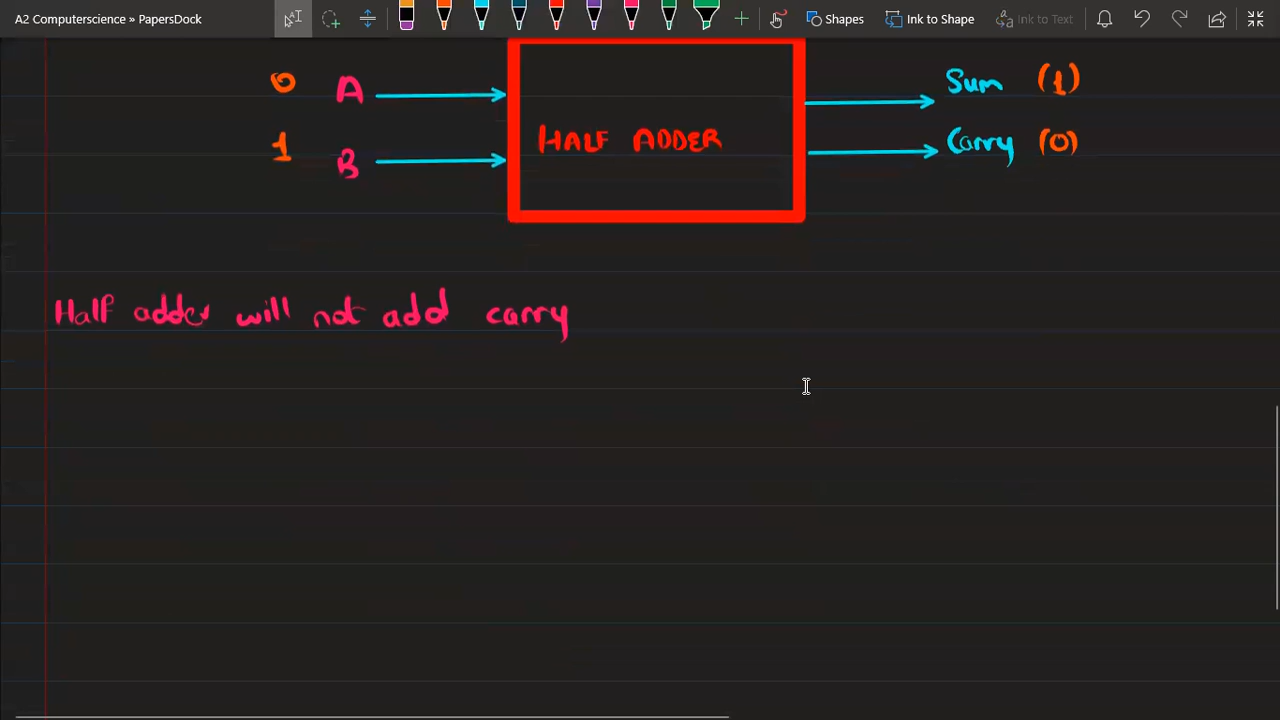 A2 Computerscience » PapersDock
Shapes
Ink to Shape
Ink to Text
0 A
Sum (1)
HALF ADDER
1 B
Carry (0)
Half adder will not add carry